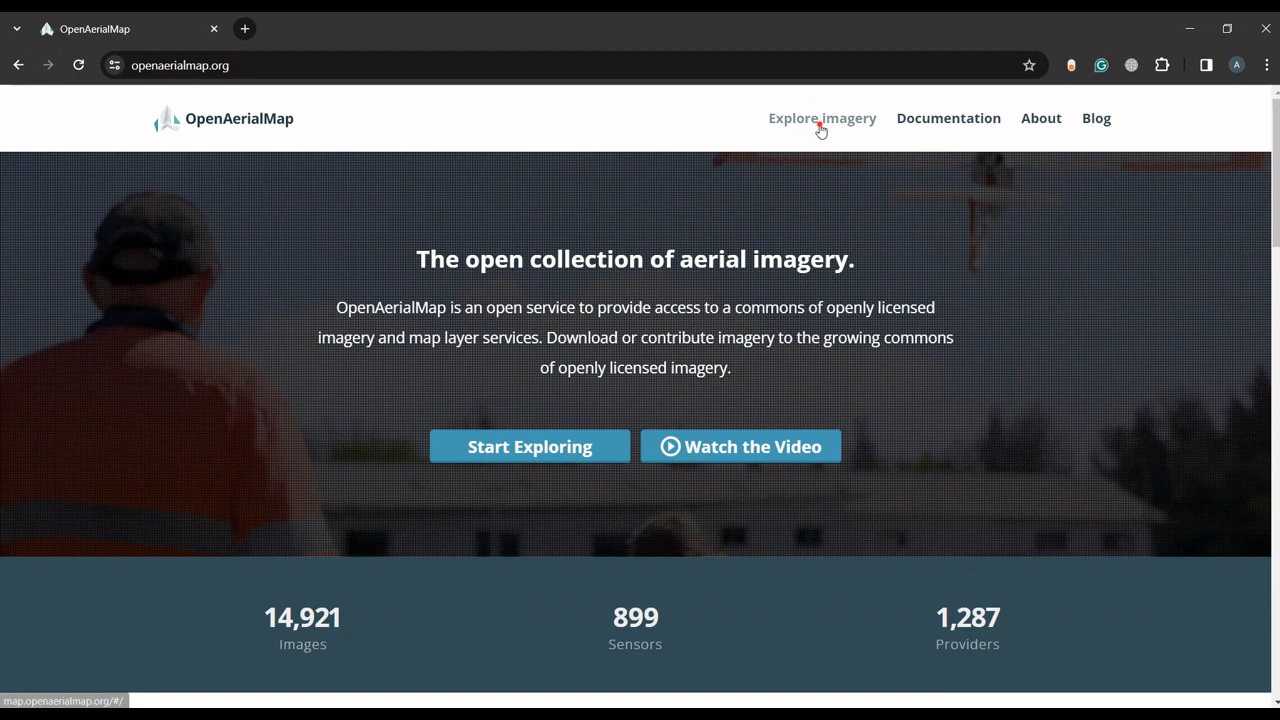 OpenAerialMap
openaerialmap.org
A
OpenAerialMap
Explore imagery
Documentation
About
Blog
The open collection of aerial imagery.
OpenAerialMap is an open service to provide access to a commons of openly licensed
imagery and map layer services. Download or contribute imagery to the growing commons
of openly licensed imagery.
Start Exploring
Watch the Video
14,921
Images
899
Sensors
1,287
Providers
map.openaerialmap.org/#/